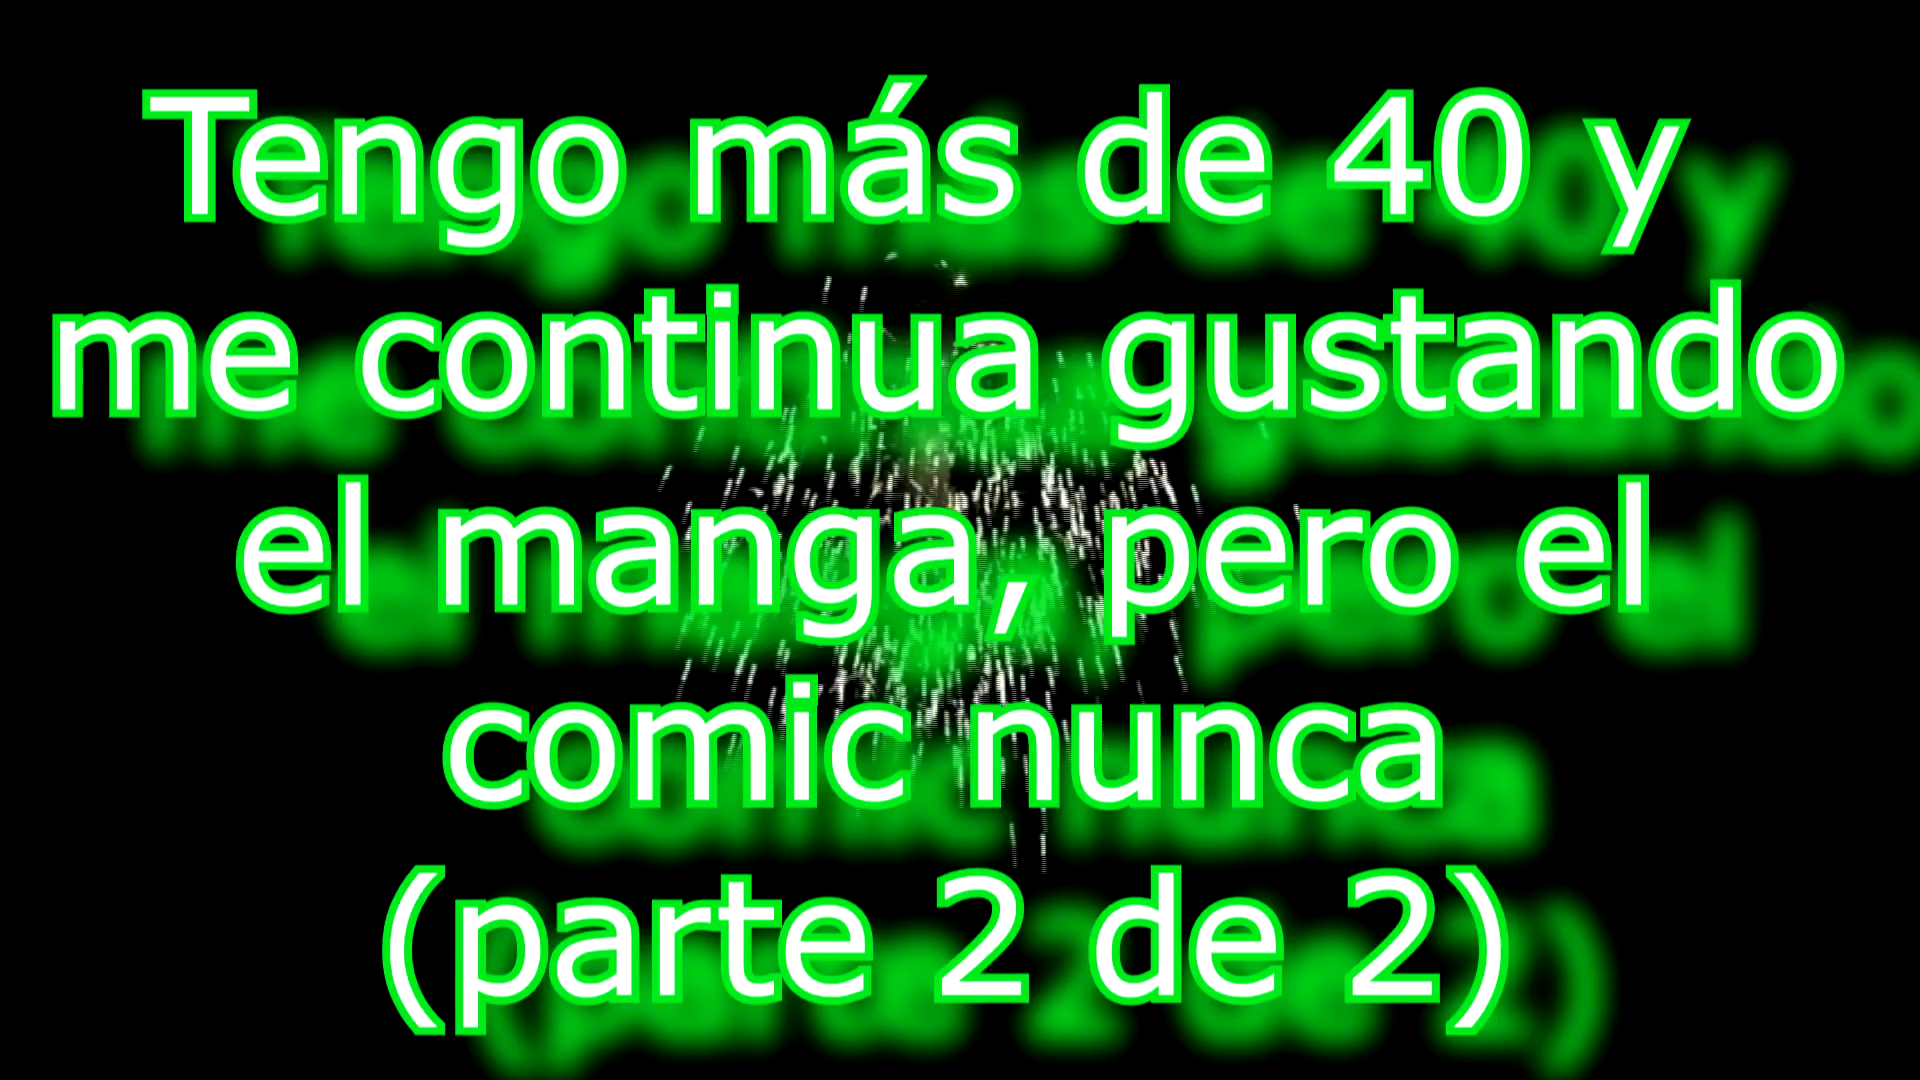 Tengo más de 40 y
me continua gustando
el manga, pero el
comic nunca
(parte 2 de 2)